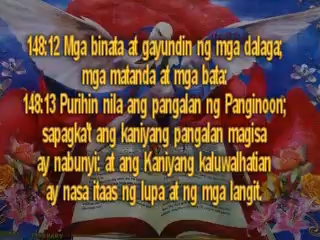 148:12 Mga binata at gayundin ng mga dalaga;
mga matanda at mga bata:
148:13 Purihin nila ang pangalan ng Panginoon;
sapagka't ang kaniyang pangalan magisa
ay nabunyi: at ang Kaniyang kaluwalhatian
ay nasa itaas ng lupa at ng mga langit.